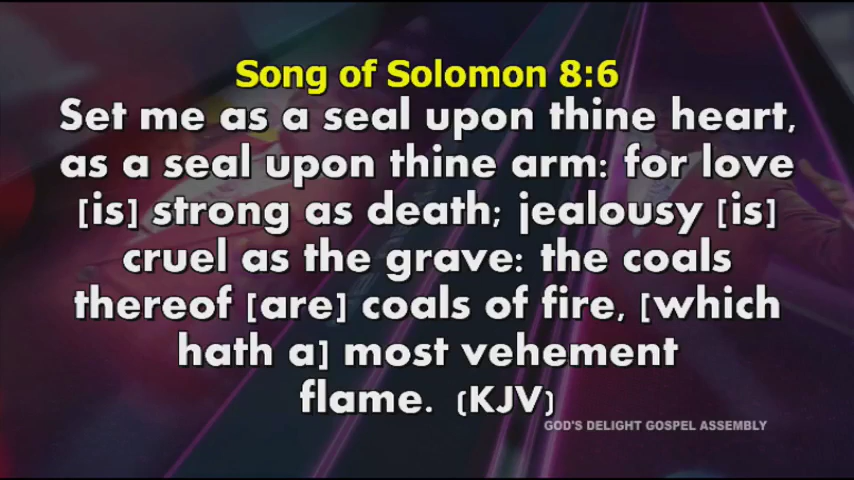 Song of Solomon 8:6
Set me as a seal upon thine heart,
as a seal upon thine arm: for love
[is] strong as death; jealousy [is]
cruel as the grave: the coals
thereof [are] coals of fire, [which
hath a] most vehement
flame. (KJV)
GOD'S DELIGHT GOSPEL ASSEMBLY